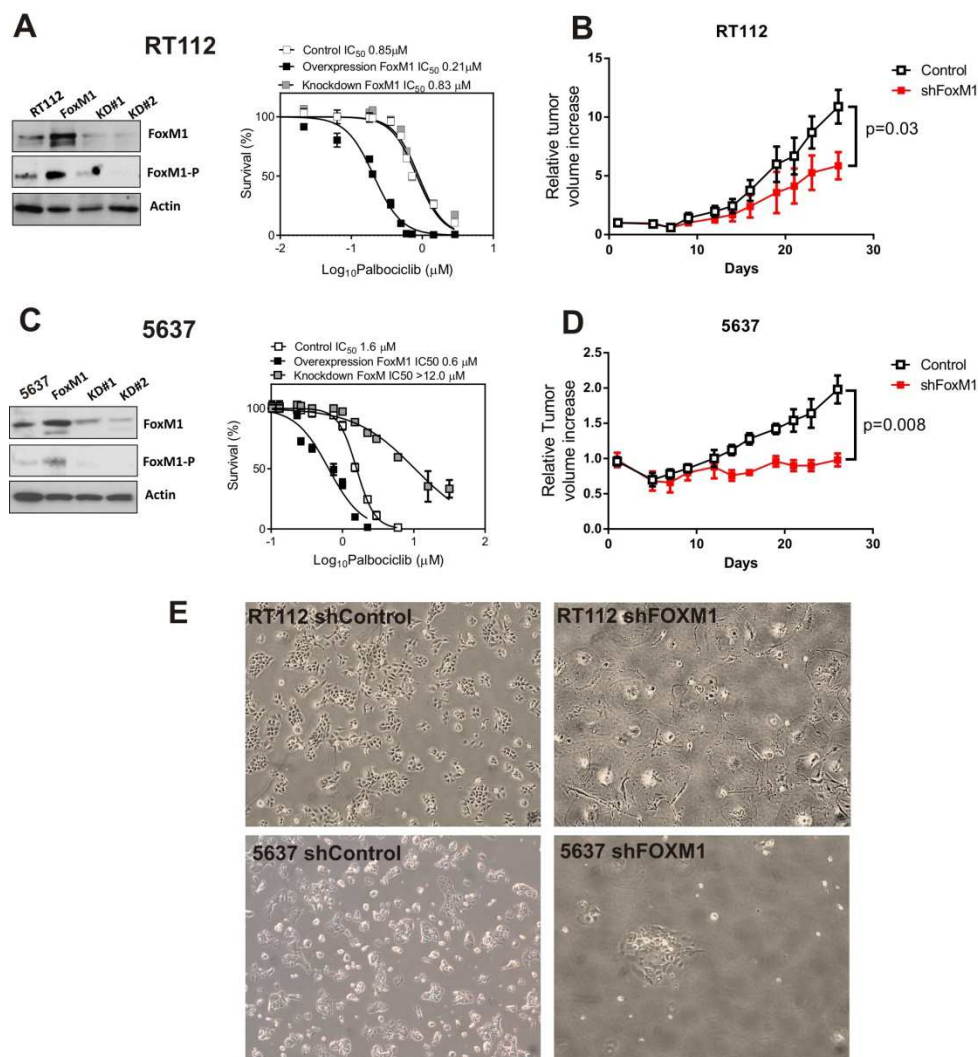 A
RT112
RT112
FoxM1
KD#1
KD#2
FoxM1
FoxM1-P
Actin
Control IC50 0.85µM
Overxpression FoxM1 IC50 0.21µM
Knockdown FoxM1 IC50 0.83 µM
Survival (%)
100
50
0
-2
-1
0
1
Log10Palbociclib (µM)
B
RT112
Relative tumor
volume increase
15
10
5
0
0
10
20
30
Days
Control
shFoxM1
p=0.03
C
5637
5637
FoxM1
KD#1
KD#2
FoxM1
FoxM1-P
Actin
Control IC50 1.6 µM
Overexpression FoxM1 IC50 0.6 µM
Knockdown FoxM IC50 >12.0 µM
Survival (%)
100
50
0
-1
0
1
2
Log10Palbociclib (µM)
D
5637
Relative Tumor
volume increase
2.5
2.0
1.5
1.0
0.5
0.0
0
10
20
30
Days
Control
shFoxM1
p=0.008
E
RT112 shControl
RT112 shFOXM1
5637 shControl
5637 shFOXM1